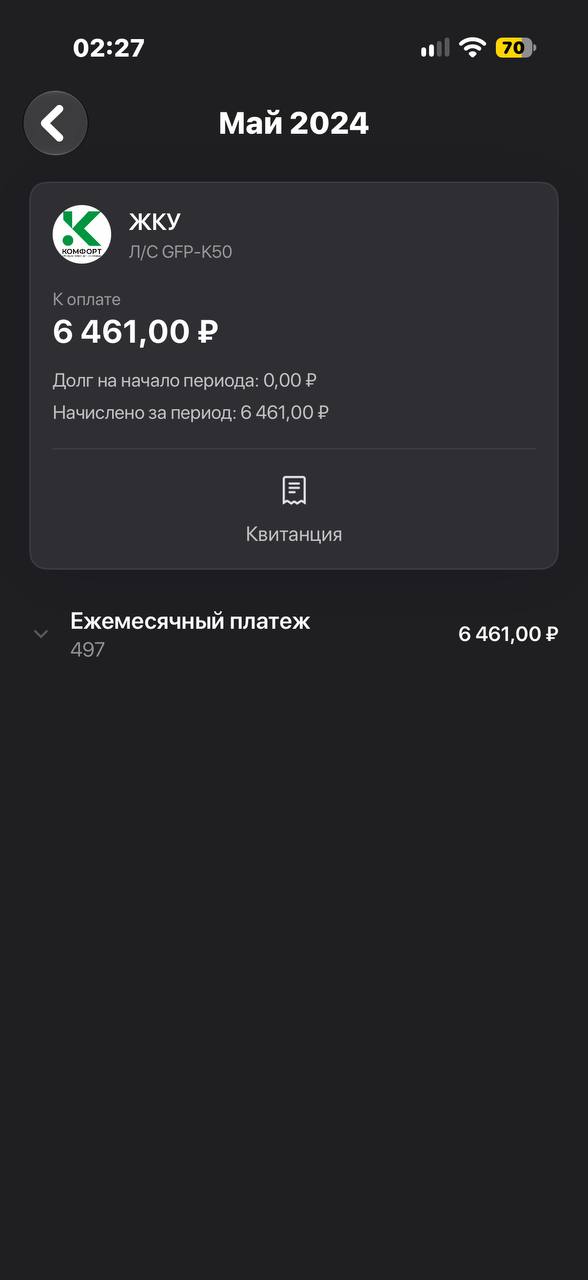 02:27
70
Май 2024
КОМФОРТ
ЖКУ
Л/С GFP-K50
К оплате
6 461,00 ₽
Долг на начало периода: 0,00 ₽
Начислено за период: 6 461,00 ₽
Квитанция
Ежемесячный платеж
6 461,00 ₽
497